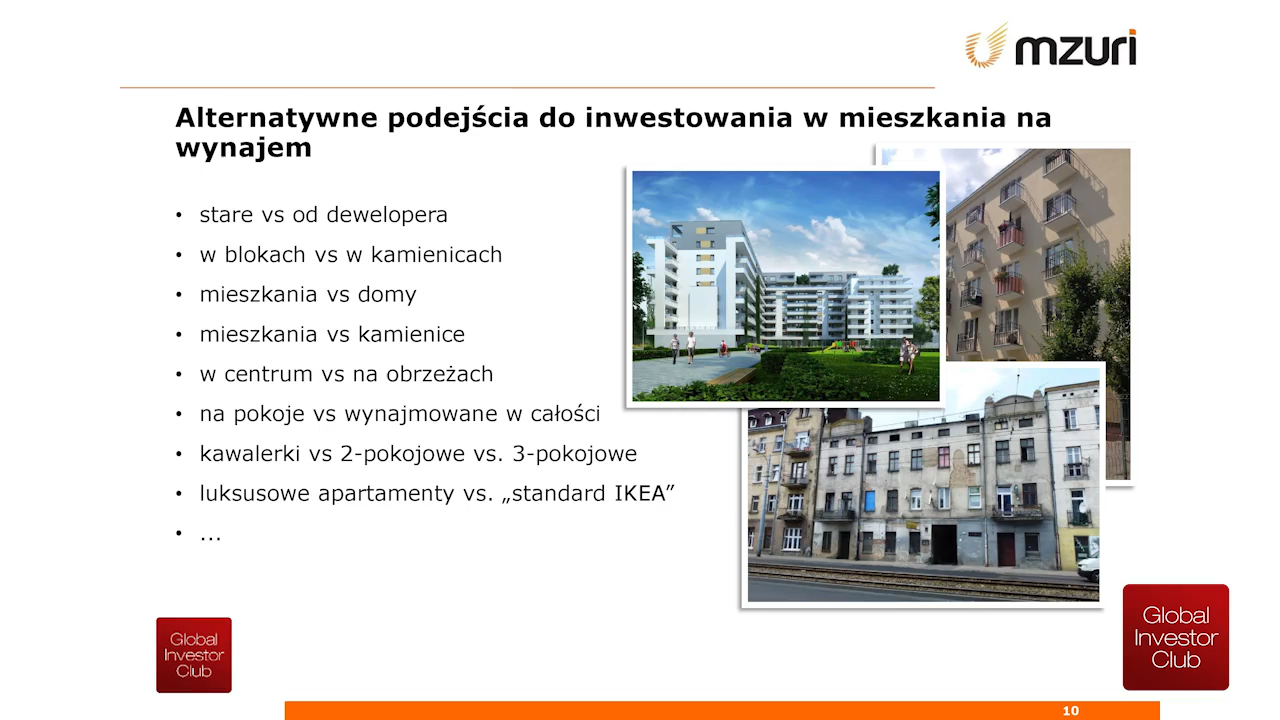 mzuri
Alternatywne podejścia do inwestowania w mieszkania na
wynajem
• stare vs od dewelopera
• w blokach vs w kamienicach
• mieszkania vs domy
• mieszkania vs kamienice
• w centrum vs na obrzeżach
• na pokoje vs wynajmowane w całości
• kawalerki vs 2-pokojowe vs. 3-pokojowe
• luksusowe apartamenty vs. „standard IKEA”
• ...
Global
Investor
Club
Global
Investor
Club
10